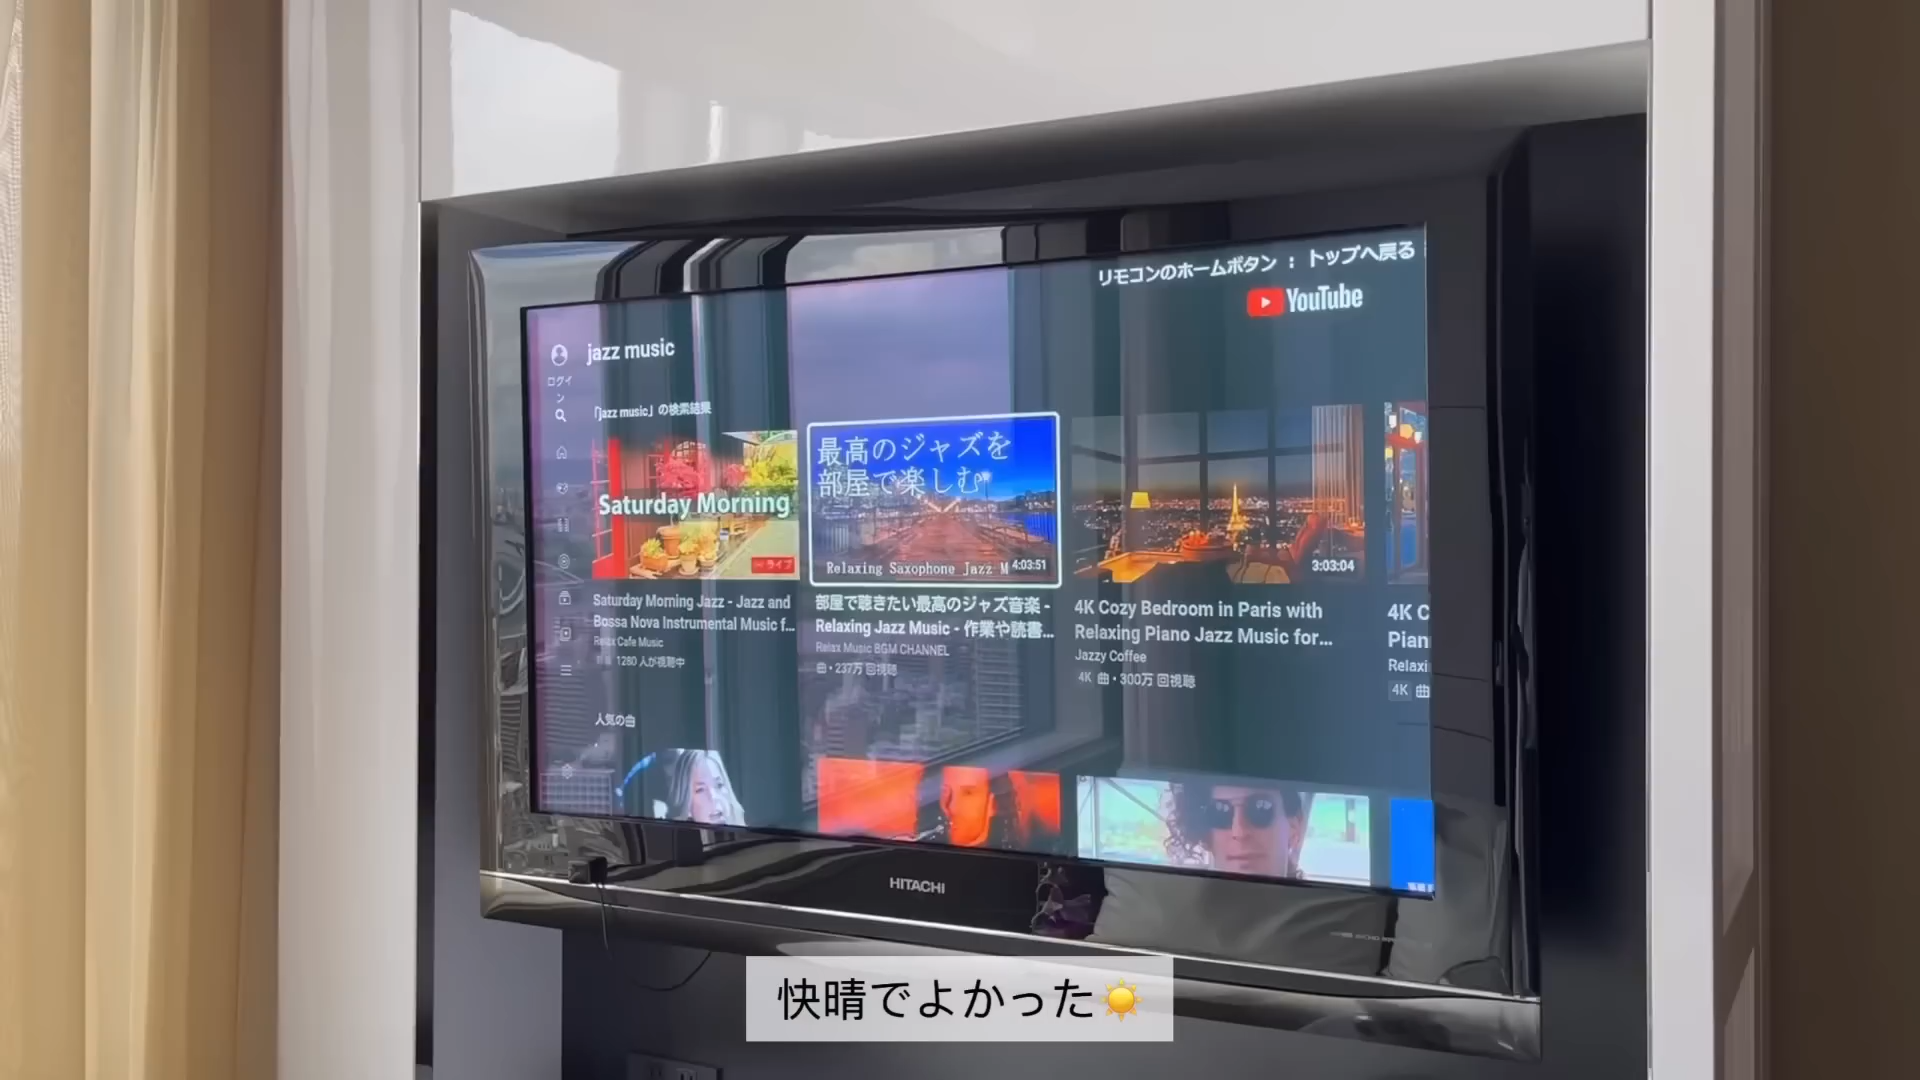 リモコンのホームボタン : トップへ戻る
YouTube
jazz music
ログイ
ン
「jazz music」の検索結果
Saturday Morning
ライブ
Saturday Morning Jazz - Jazz and
Bossa Nova Instrumental Music f...
Relax Cafe Music
1280 人が視聴中
最高のジャズを
部屋で楽しむ
Relaxing Saxophone Jazz M
4:03:51
部屋で聴きたい最高のジャズ音楽 -
Relaxing Jazz Music - 作業や読書...
Relax Music BGM CHANNEL
曲・237万 回視聴
3:03:04
4K Cozy Bedroom in Paris with
Relaxing Piano Jazz Music for...
Jazzy Coffee
4K 曲・300万 回視聴
4K C
Pian
Relaxi
4K 曲
人気の曲
HITACHI
快晴でよかった☀️